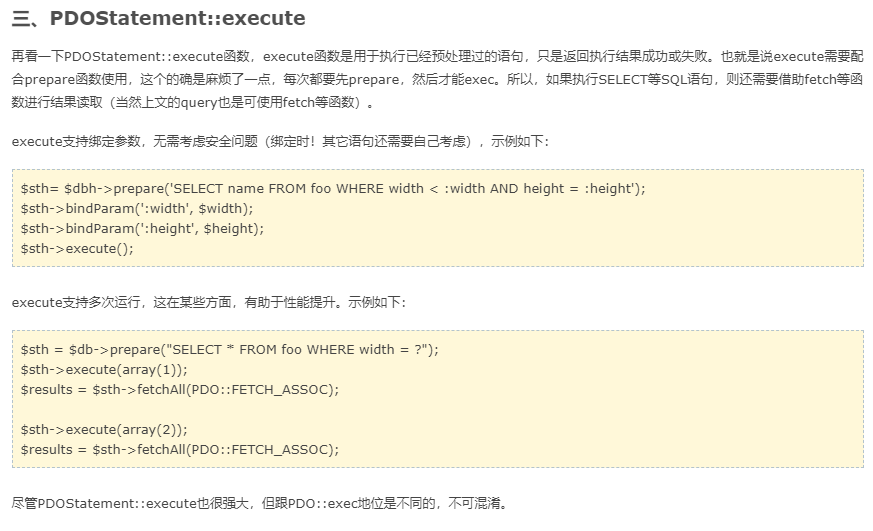 三、PDOStatement::execute
再看一下PDOStatement::execute函数，execute函数是用于执行已经预处理过的语句，只是返回执行结果成功或失败。也就是说execute需要配
合prepare函数使用，这个的确是麻烦了一点，每次都要先prepare，然后才能exec。所以，如果执行SELECT等SQL语句，则还需要借助fetch等函
数进行结果读取（当然上文的query也是可使用fetch等函数）。
execute支持绑定参数，无需考虑安全问题（绑定时！其它语句还需要自己考虑），示例如下：
$sth= $dbh->prepare('SELECT name FROM foo WHERE width < :width AND height = :height');
$sth->bindParam(':width', $width);
$sth->bindParam(':height', $height);
$sth->execute();
execute支持多次运行，这在某些方面，有助于性能提升。示例如下：
$sth = $db->prepare("SELECT * FROM foo WHERE width = ?");
$sth->execute(array(1));
$results = $sth->fetchAll(PDO::FETCH_ASSOC);
$sth->execute(array(2));
$results = $sth->fetchAll(PDO::FETCH_ASSOC);
尽管PDOStatement::execute也很强大，但跟PDO::exec地位是不同的，不可混淆。